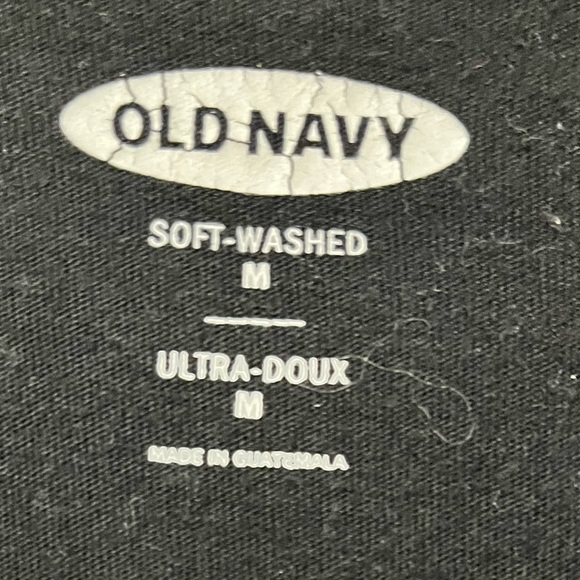 OLD NAVY
SOFT-WASHED
M
ULTRA-DOUX
M
MADE IN GUATEMALA